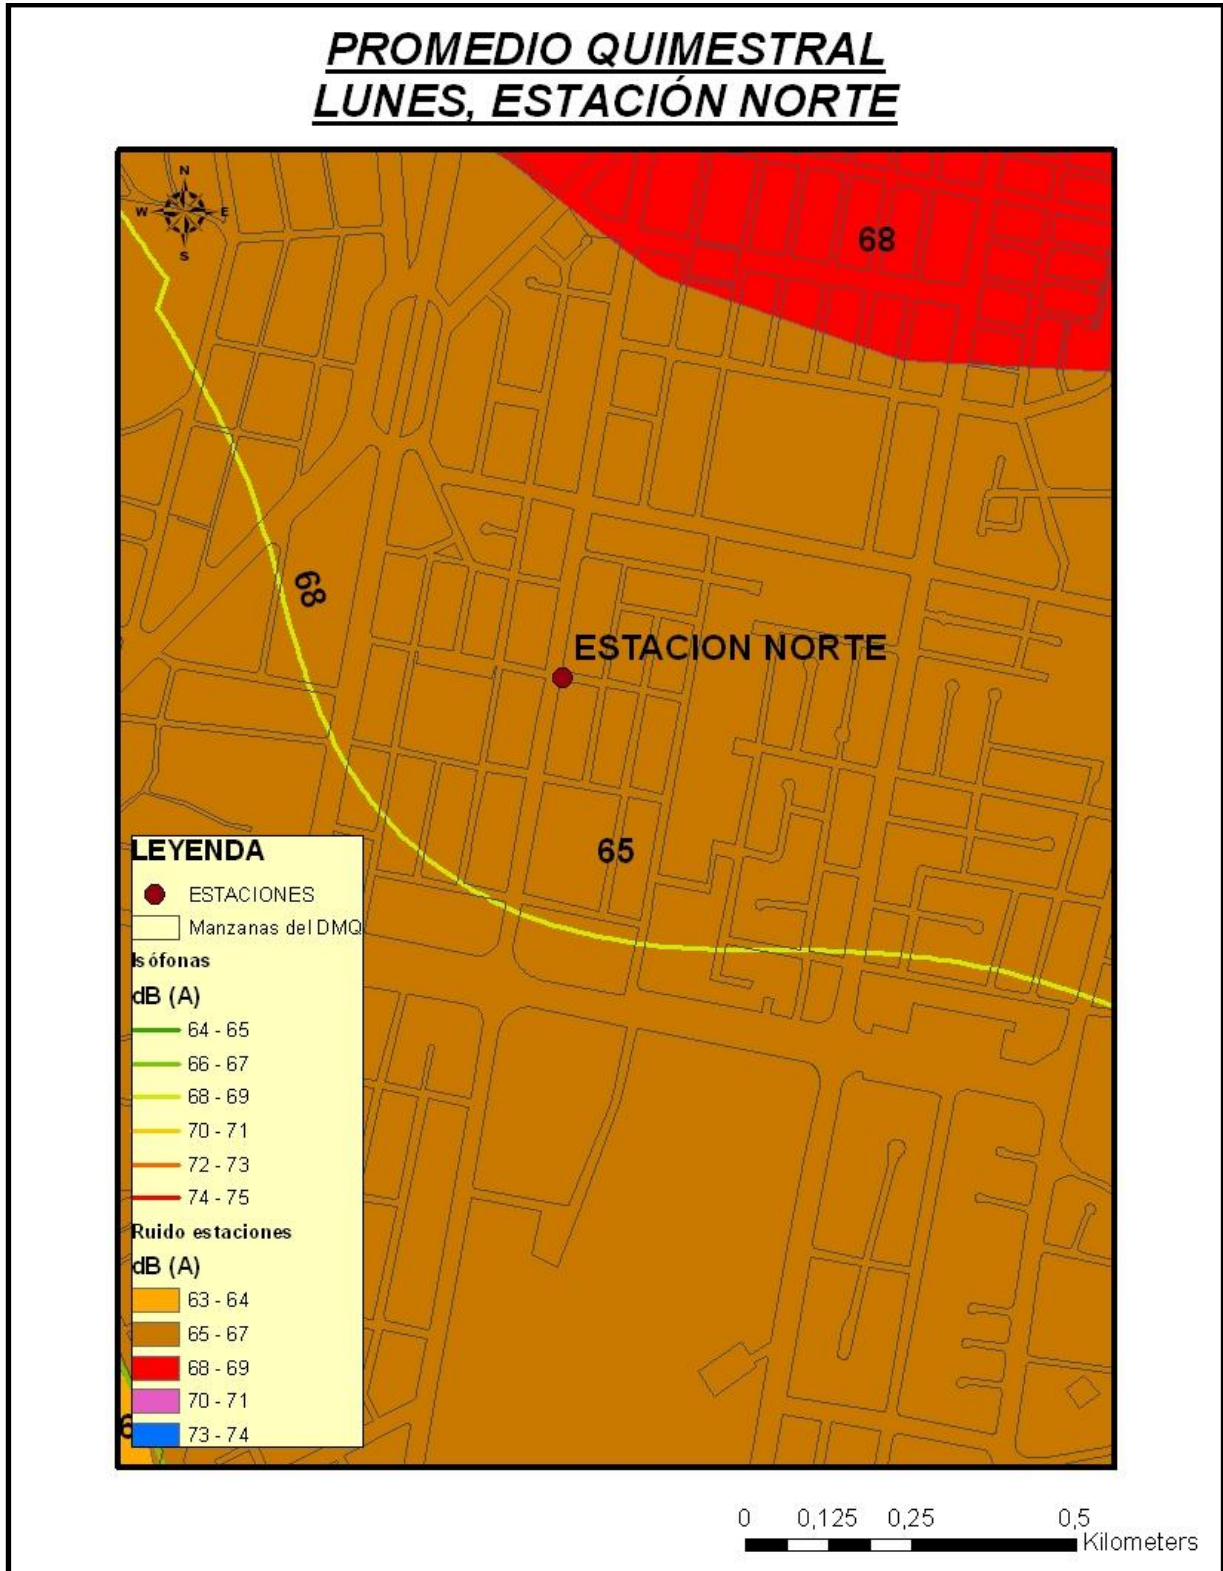 PROMEDIO QUIMESTRAL
LUNES, ESTACIÓN NORTE
N
W E
S
68
68
ESTACION NORTE
65
LEYENDA
ESTACIONES
Manzanas del DMQ
Isófonas
dB (A)
64 - 65
66 - 67
68 - 69
70 - 71
72 - 73
74 - 75
Ruido estaciones
dB (A)
63 - 64
65 - 67
68 - 69
70 - 71
73 - 74
0 0,125 0,25 0,5
Kilometers